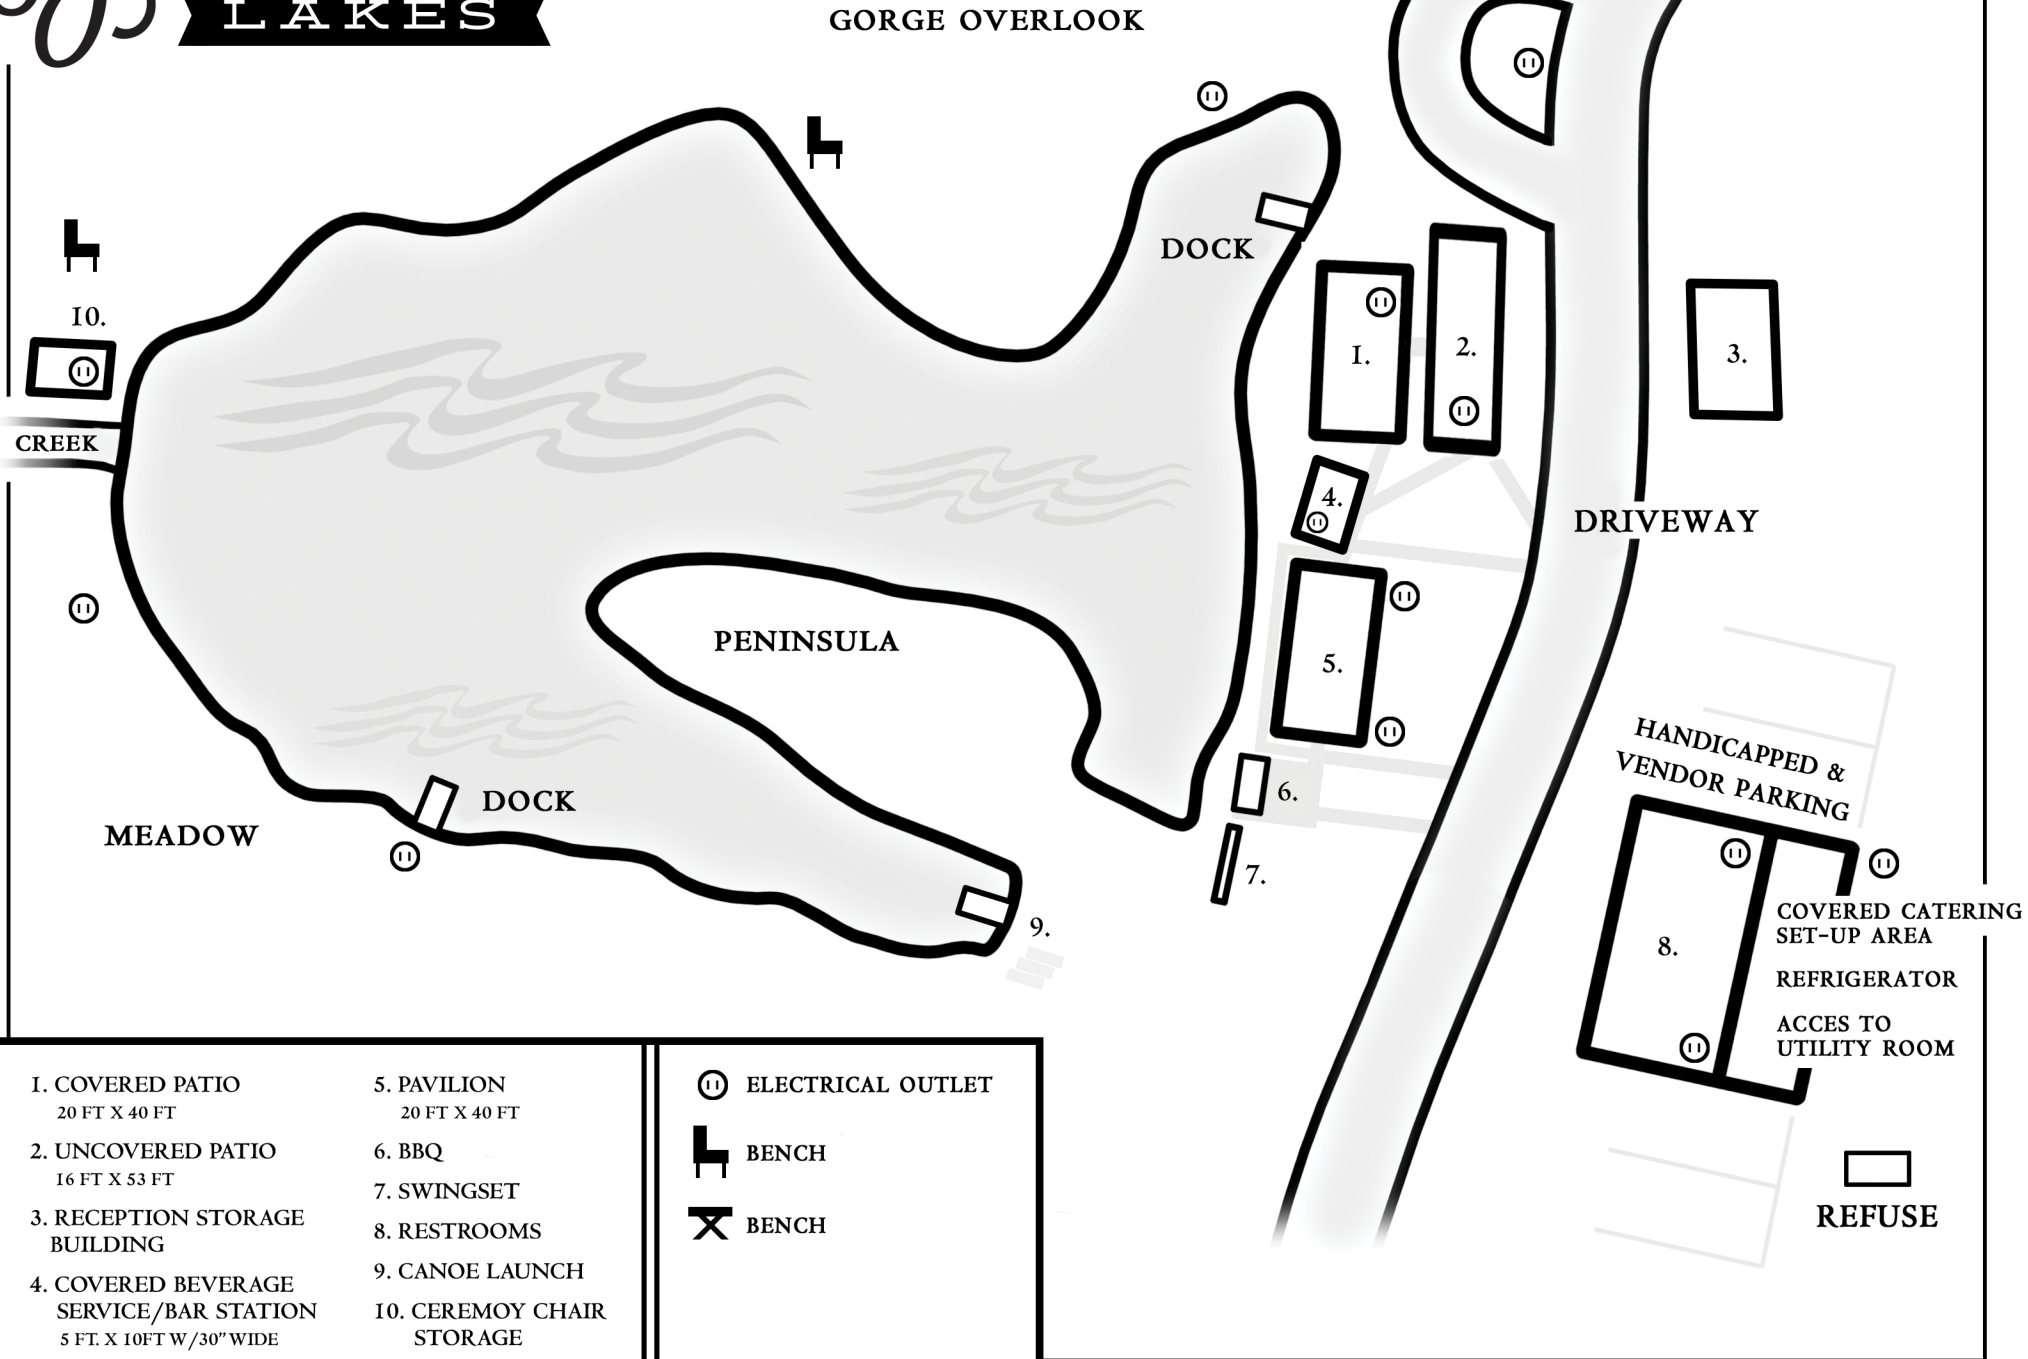 LAKES
GORGE OVERLOOK
DOCK
10.
1.
2.
3.
CREEK
4.
DRIVEWAY
PENINSULA
5.
HANDICAPPED &
VENDOR PARKING
6.
DOCK
MEADOW
7.
9.
8.
COVERED CATERING
SET-UP AREA
REFRIGERATOR
ACCES TO
UTILITY ROOM
REFUSE
1. COVERED PATIO
20 FT X 40 FT
2. UNCOVERED PATIO
16 FT X 53 FT
3. RECEPTION STORAGE
BUILDING
4. COVERED BEVERAGE
SERVICE/BAR STATION
5 FT. X 10FT W/30" WIDE
5. PAVILION
20 FT X 40 FT
6. BBQ
7. SWINGSET
8. RESTROOMS
9. CANOE LAUNCH
10. CEREMOY CHAIR
STORAGE
ELECTRICAL OUTLET
BENCH
BENCH